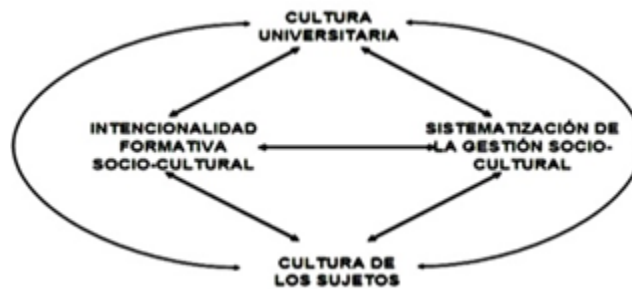 CULTURA
UNIVERSITARIA
INTENCIONALIDAD
FORMATIVA
SOCIO-CULTURAL
SISTEMATIZACIÓN DE
LA GESTIÓN SOCIO-
CULTURAL
CULTURA DE
LOS SUJETOS